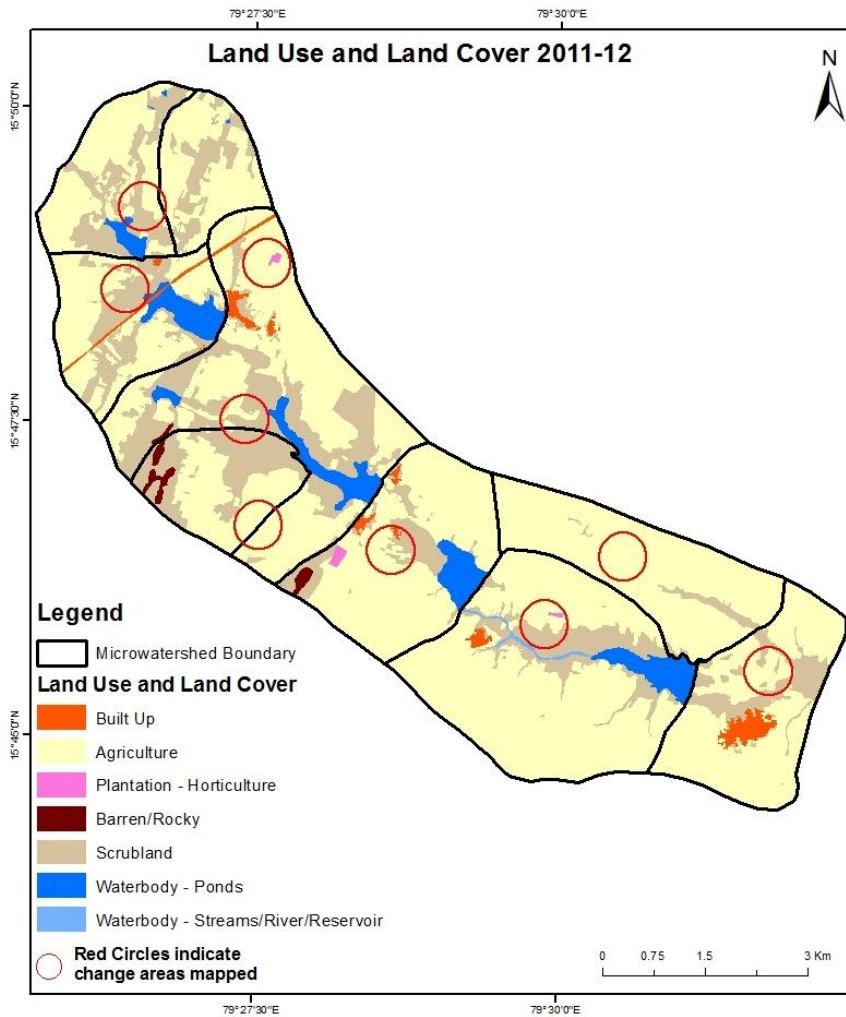 79°27'30"E 79°30'0"E
Land Use and Land Cover 2011-12
N
15°50'0"N
15°47'30"N
15°45'0"N
Legend
Microwatershed Boundary
Land Use and Land Cover
Built Up
Agriculture
Plantation - Horticulture
Barren/Rocky
Scrubland
Waterbody - Ponds
Waterbody - Streams/River/Reservoir
Red Circles indicate
change areas mapped
0 0.75 1.5 3 Km
79°27'30"E 79°30'0"E